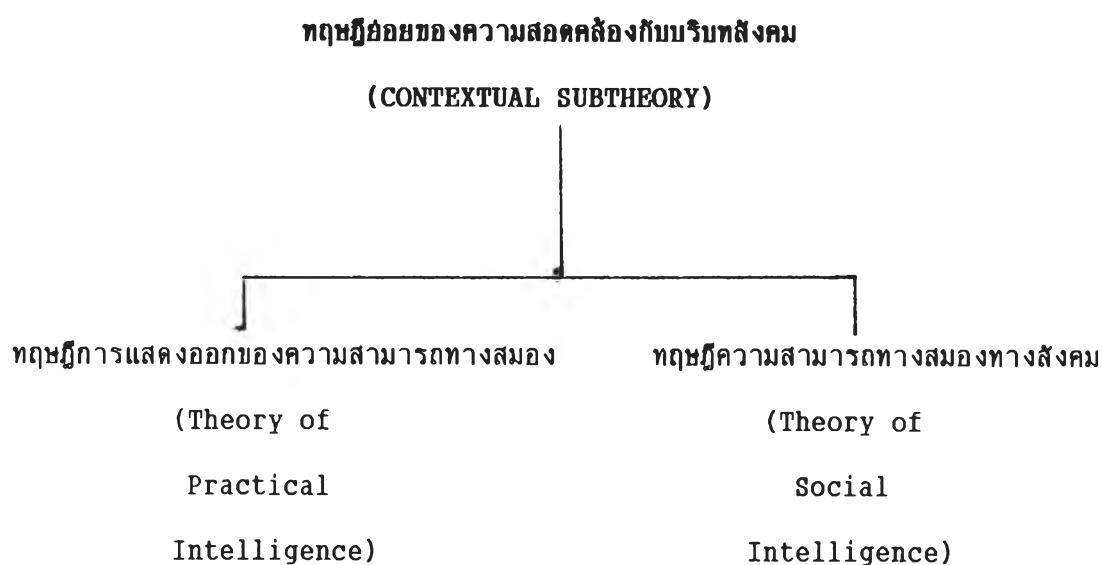 ทฤษฎีย่อยของความสอดคล้องกับบริบทสังคม
(CONTEXTUAL SUBTHEORY)
ทฤษฎีการแสดงออกของความสามารถทางสมอง
(Theory of
Practical
Intelligence)
ทฤษฎีความสามารถทางสมองทางสังคม
(Theory of
Social
Intelligence)